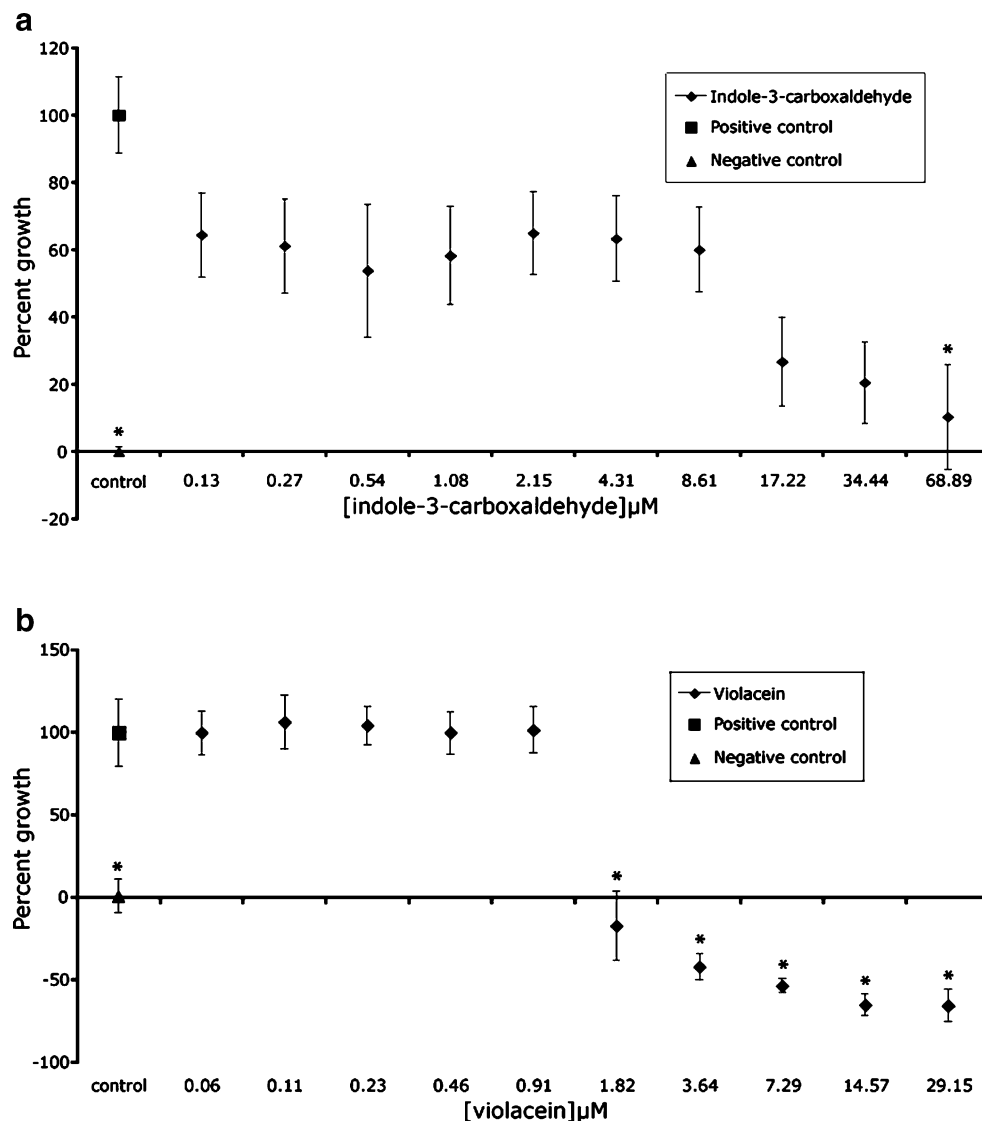 a
120
100
80
60
40
20
0
-20
Percent growth
Indole-3-carboxaldehyde
Positive control
Negative control
*
*
control 0.13 0.27 0.54 1.08 2.15 4.31 8.61 17.22 34.44 68.89
[indole-3-carboxaldehyde]µM
b
150
100
50
0
-50
-100
Percent growth
Violacein
Positive control
Negative control
*
*
*
*
*
*
control 0.06 0.11 0.23 0.46 0.91 1.82 3.64 7.29 14.57 29.15
[violacein]µM